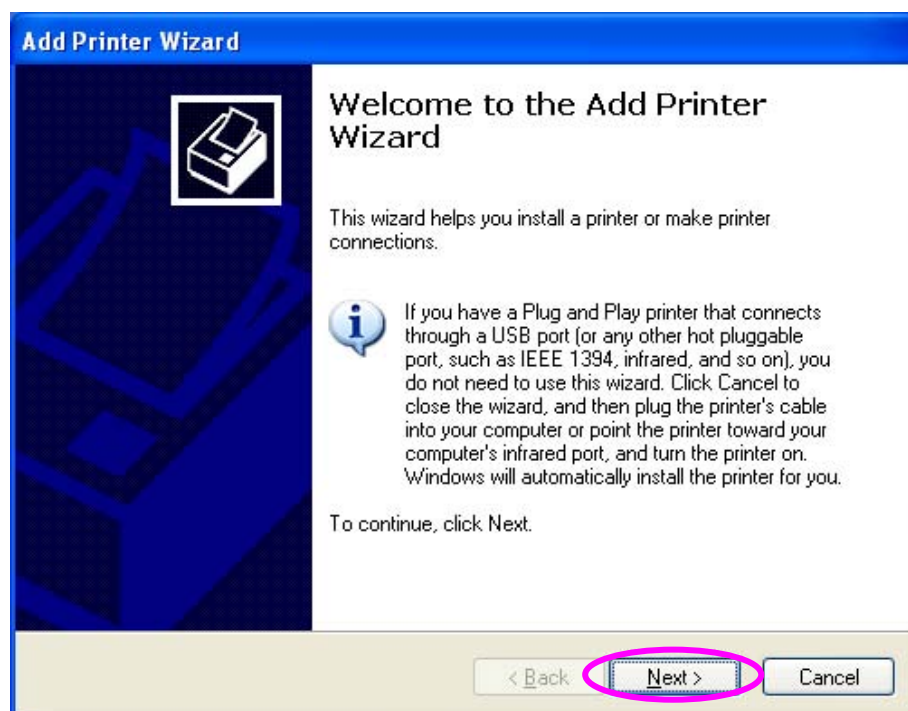 Add Printer Wizard
Welcome to the Add Printer
Wizard
This wizard helps you install a printer or make printer
connections.
If you have a Plug and Play printer that connects
through a USB port (or any other hot pluggable
port, such as IEEE 1394, infrared, and so on), you
do not need to use this wizard. Click Cancel to
close the wizard, and then plug the printer's cable
into your computer or point the printer toward your
computer's infrared port, and turn the printer on.
Windows will automatically install the printer for you.
To continue, click Next.
< Back Next > Cancel